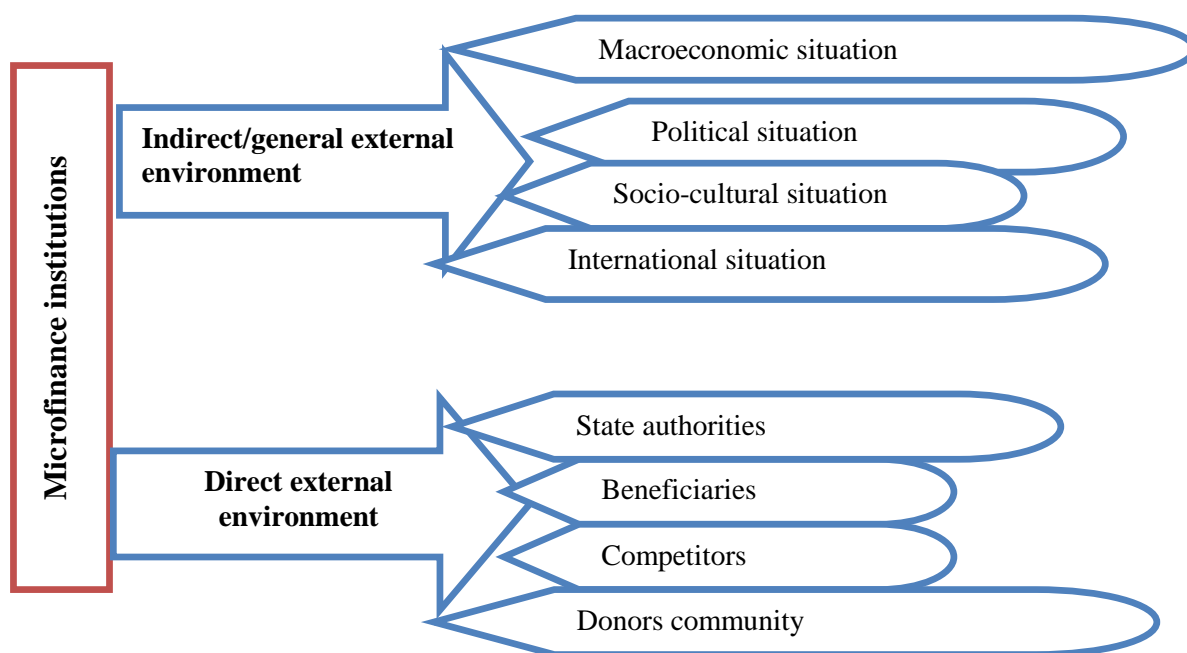 Microfinance institutions
Indirect/general external
environment
Macroeconomic situation
Political situation
Socio-cultural situation
International situation
Direct external
environment
State authorities
Beneficiaries
Competitors
Donors community